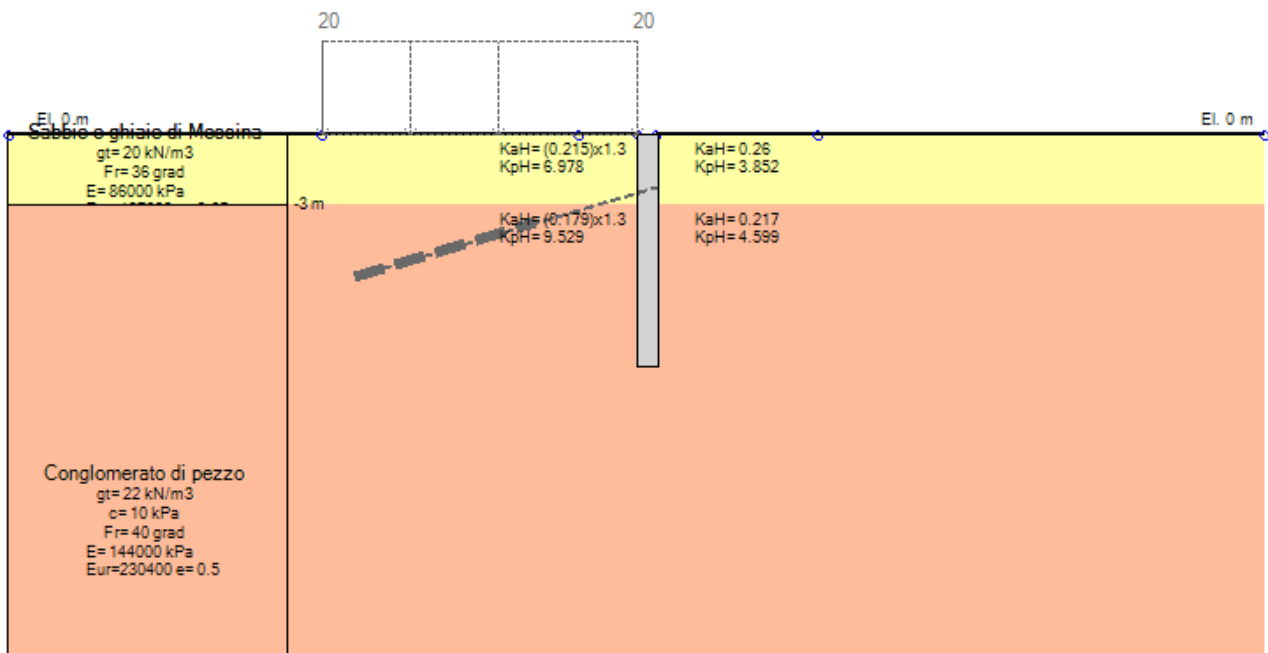 20 20
El. 0 m
El. 0 m
Sabbie e ghiaie di Messina
gt= 20 kN/m3
Fr= 36 grad
E= 86000 kPa
-3 m
KaH= (0.215)x1.3
KpH= 6.978
KaH= 0.26
KpH= 3.852
KaH= (0.179)x1.3
KpH= 9.529
KaH= 0.217
KpH= 4.599
Conglomerato di pezzo
gt= 22 kN/m3
c= 10 kPa
Fr= 40 grad
E= 144000 kPa
Eur=230400 e= 0.5